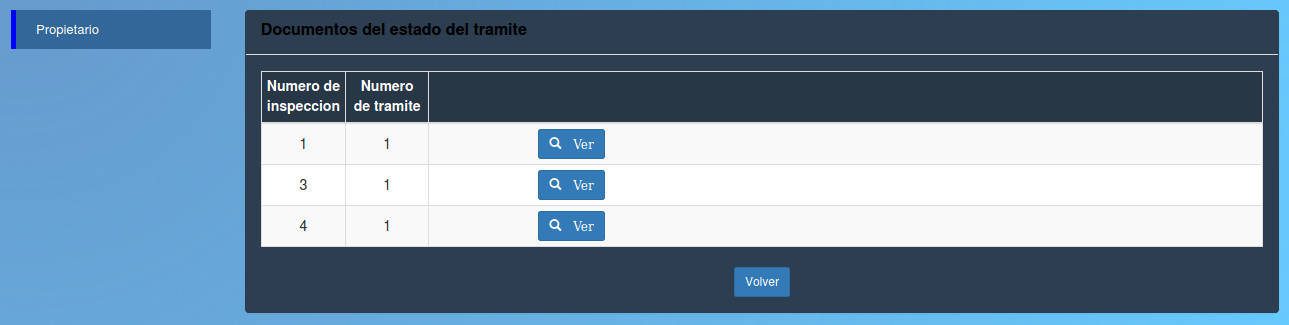 Propietario
Documentos del estado del tramite
Numero de inspeccion Numero de tramite
1 1 Ver
3 1 Ver
4 1 Ver
Volver